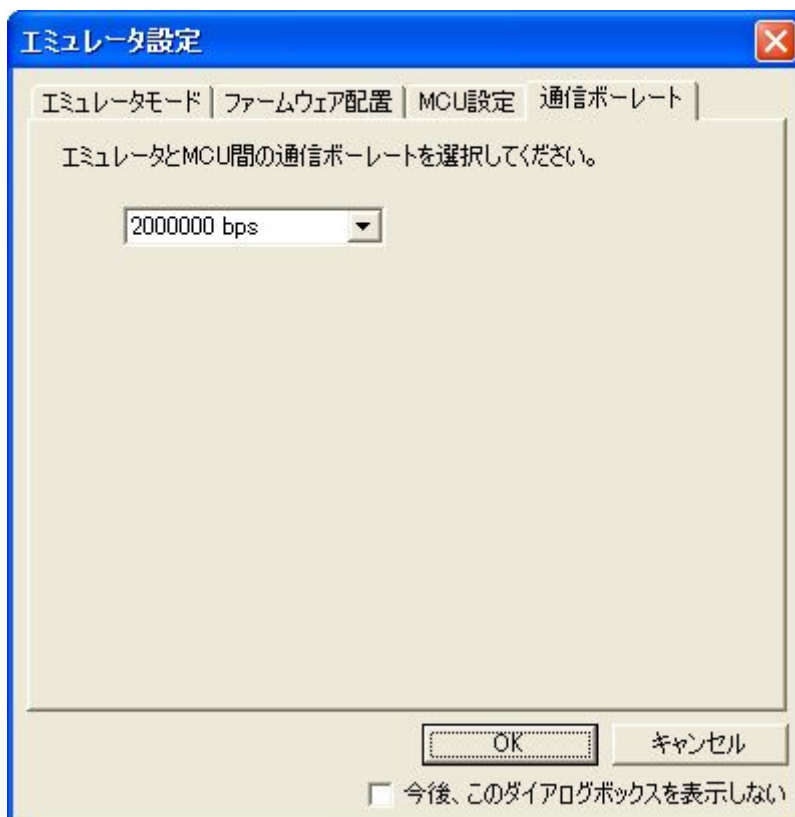 エミュレータ設定
エミュレータモード ファームウェア配置 MCU設定 通信ボーレート
エミュレータとMCU間の通信ボーレートを選択してください。
2000000 bps
OK キャンセル
今後、このダイアログボックスを表示しない